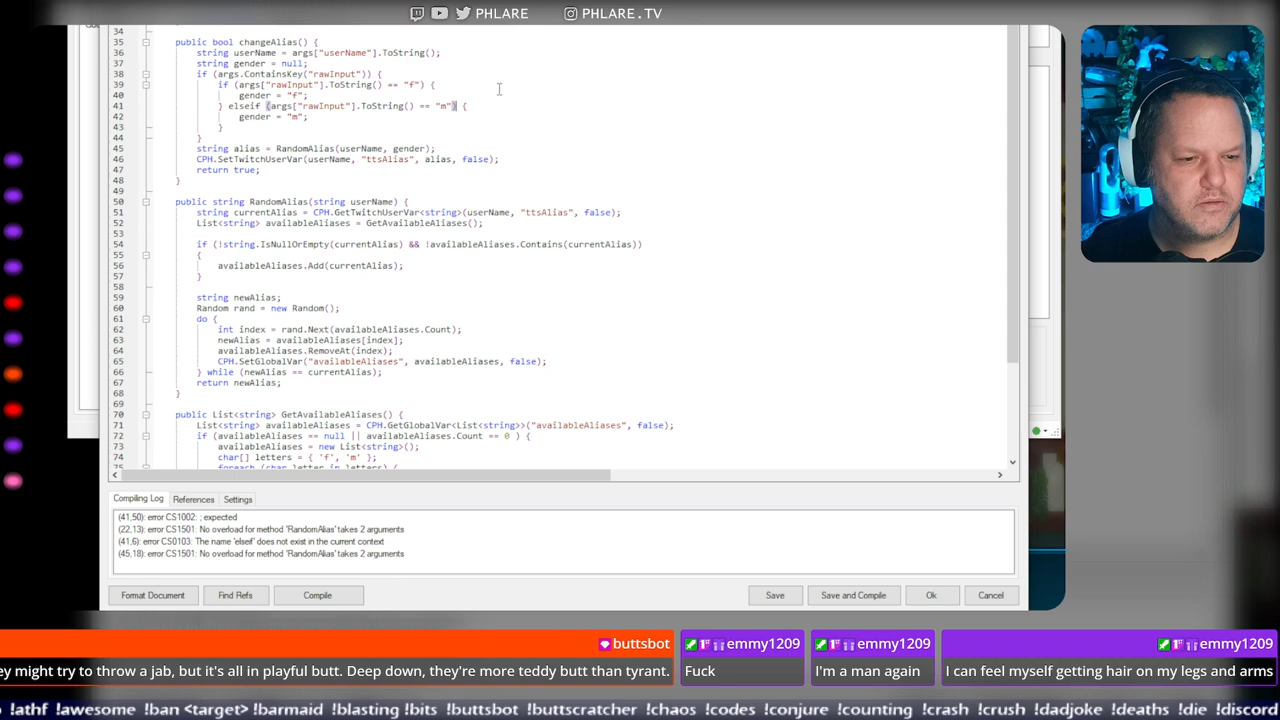 PHLARE PHLARE.TV
34
35 public bool changeAlias() {
36 string userName = args["userName"].ToString();
37 string gender = null;
38 if (args.ContainsKey("rawInput")) {
39 if (args["rawInput"].ToString() == "f") {
40 gender = "f";
41 } elseif (args["rawInput"].ToString() == "m") {
42 gender = "m";
43 }
44 }
45 string alias = RandomAlias(userName, gender);
46 CPH.SetTwitchUserVar(userName, "ttsAlias", alias, false);
47 return true;
48 }
49
50 public string RandomAlias(string userName) {
51 string currentAlias = CPH.GetTwitchUserVar<string>(userName, "ttsAlias", false);
52 List<string> availableAliases = GetAvailableAliases();
53
54 if (!string.IsNullOrEmpty(currentAlias) && !availableAliases.Contains(currentAlias))
55 {
56 availableAliases.Add(currentAlias);
57 }
58
59 string newAlias;
60 Random rand = new Random();
61 do {
62 int index = rand.Next(availableAliases.Count);
63 newAlias = availableAliases[index];
64 availableAliases.RemoveAt(index);
65 CPH.SetGlobalVar("availableAliases", availableAliases, false);
66 } while (newAlias == currentAlias);
67 return newAlias;
68 }
69
70 public List<string> GetAvailableAliases() {
71 List<string> availableAliases = CPH.GetGlobalVar<List<string>>("availableAliases", false);
72 if (availableAliases == null || availableAliases.Count == 0 ) {
73 availableAliases = new List<string>();
74 char[] letters = { 'f', 'm' };
75 foreach (char letter in letters) {
Compiling Log References Settings
(41,50): error CS1002: ; expected
(22,13): error CS1501: No overload for method 'RandomAlias' takes 2 arguments
(41,6): error CS0103: The name 'elseif' does not exist in the current context
(45,18): error CS1501: No overload for method 'RandomAlias' takes 2 arguments
Format Document Find Refs Compile Save Save and Compile Ok Cancel
buttsbot emmy1209 emmy1209 emmy1209
ey might try to throw a jab, but it's all in playful butt. Deep down, they're more teddy butt than tyrant. Fuck I'm a man again I can feel myself getting hair on my legs and arms
!athf !awesome !ban <target> !barmaid !blasting !bits !buttsbot !buttscratcher !chaos !codes !conjure !counting !crash !crush !dadjoke !deaths !die !discord